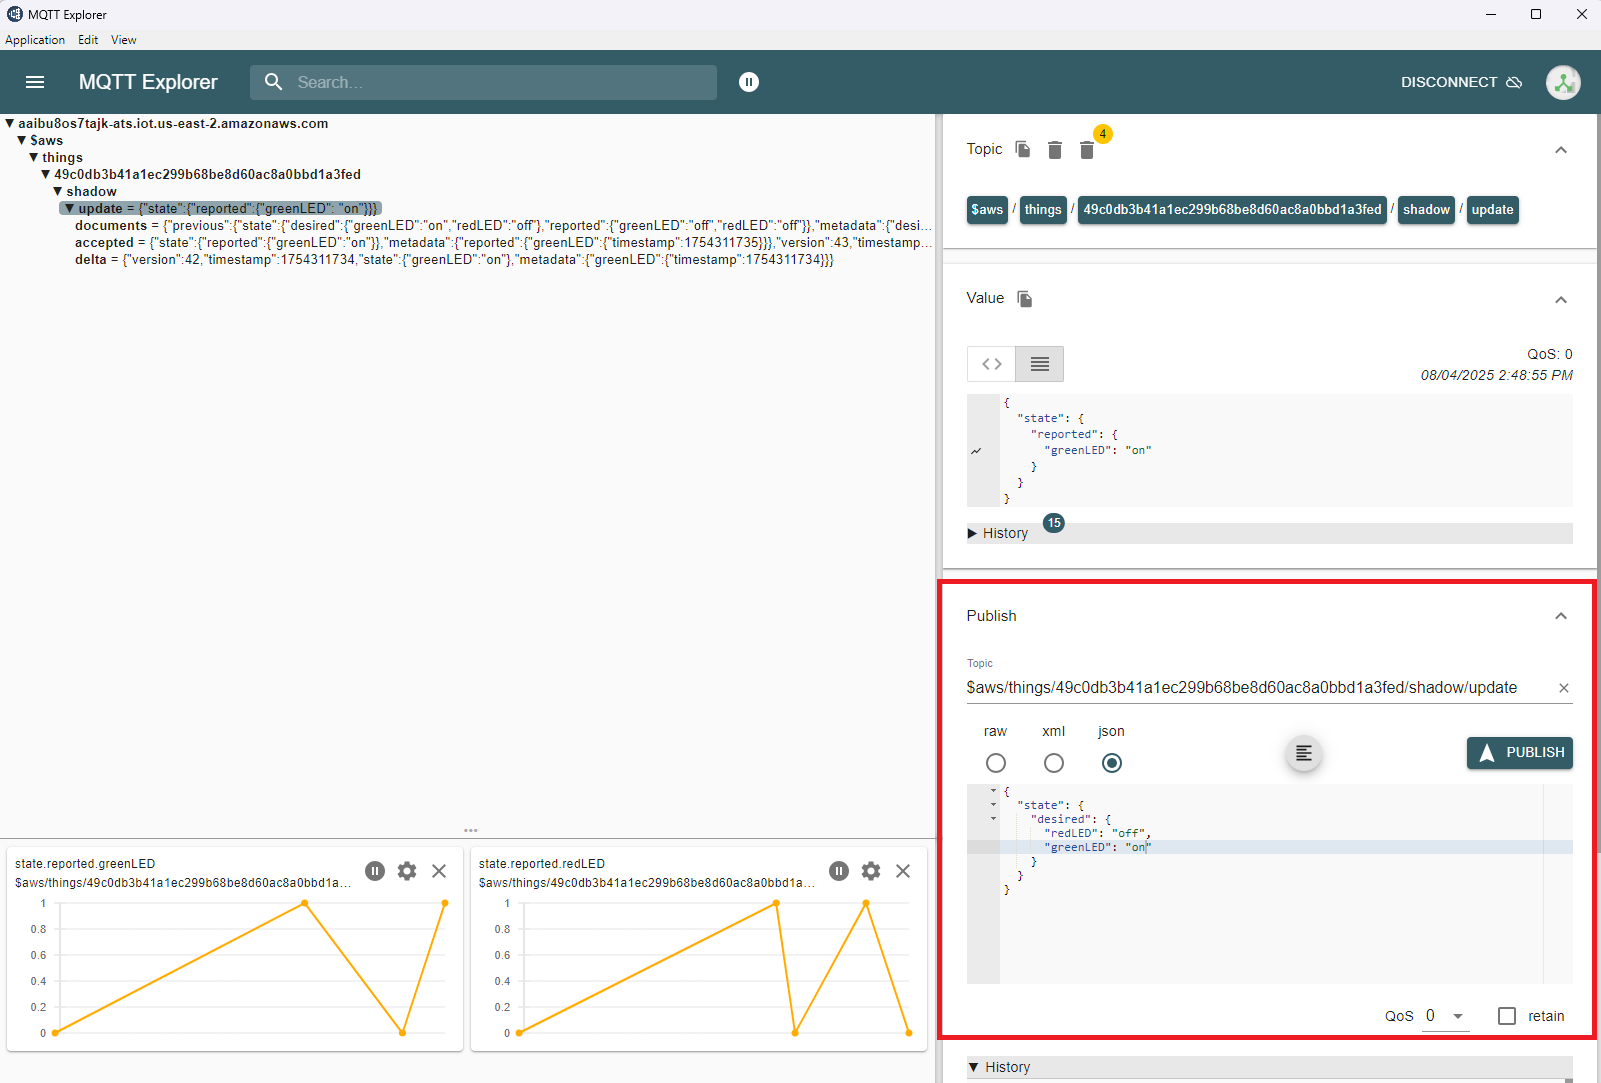 MQTT Explorer
Application Edit View
MQTT Explorer Search... DISCONNECT
▼ aaibu8os7tajk-ats.iot.us-east-2.amazonaws.com
▼ $aws
▼ things
▼ 49c0db3b41a1ec299b68be8d60ac8a0bbd1a3fed
▼ shadow
▼ update = {"state":{"reported":{"greenLED": "on"}}}
documents = {"previous":{"state":{"desired":{"greenLED":"on","redLED":"off"},"reported":{"greenLED":"off","redLED":"off"}},"metadata":{"desi...
accepted = {"state":{"reported":{"greenLED":"on"}},"metadata":{"reported":{"greenLED":{"timestamp":1754311735}}},"version":43,"timestamp...
delta = {"version":42,"timestamp":1754311734,"state":{"greenLED":"on"},"metadata":{"greenLED":{"timestamp":1754311734}}}
state.reported.greenLED
$aws/things/49c0db3b41a1ec299b68be8d60ac8a0bbd1a...
1
0.8
0.6
0.4
0.2
0
state.reported.redLED
$aws/things/49c0db3b41a1ec299b68be8d60ac8a0bbd1a...
1
0.8
0.6
0.4
0.2
0
Topic 4
$aws / things / 49c0db3b41a1ec299b68be8d60ac8a0bbd1a3fed / shadow / update
Value
QoS: 0
08/04/2025 2:48:55 PM
{
"state": {
"reported": {
"greenLED": "on"
}
}
}
▶ History 15
Publish
Topic
$aws/things/49c0db3b41a1ec299b68be8d60ac8a0bbd1a3fed/shadow/update
raw xml json
PUBLISH
{
"state": {
"desired": {
"redLED": "off",
"greenLED": "on"
}
}
}
QoS 0 retain
▼ History